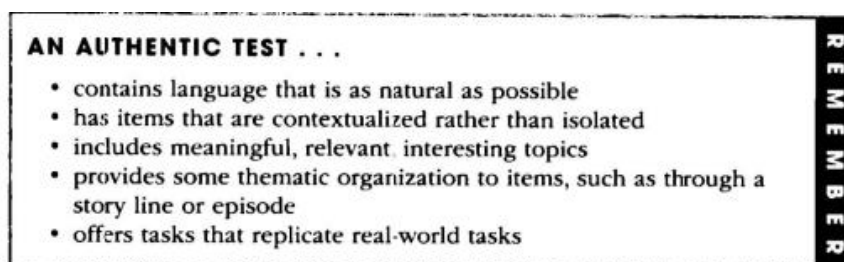 AN AUTHENTIC TEST . . .
• contains language that is as natural as possible
• has items that are contextualized rather than isolated
• includes meaningful, relevant, interesting topics
• provides some thematic organization to items, such as through a
story line or episode
• offers tasks that replicate real-world tasks
REMEMBER